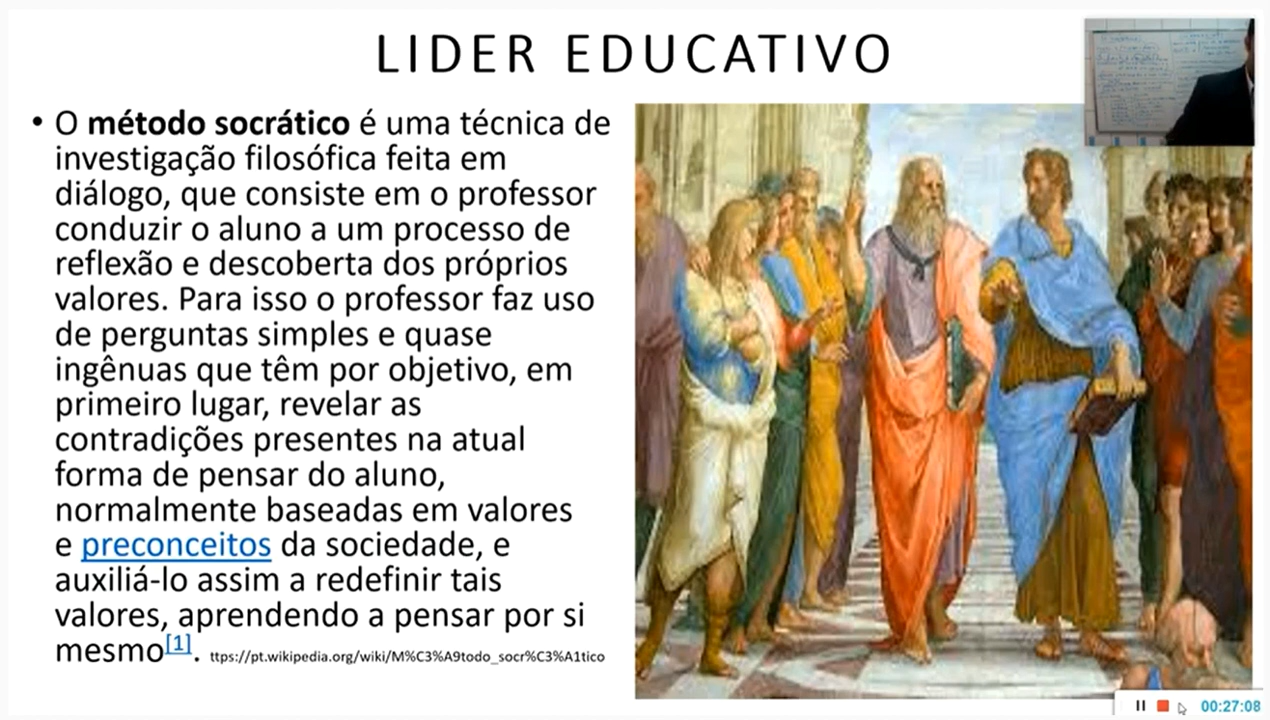 LIDER EDUCATIVO
• O método socrático é uma técnica de
investigação filosófica feita em
diálogo, que consiste em o professor
conduzir o aluno a um processo de
reflexão e descoberta dos próprios
valores. Para isso o professor faz uso
de perguntas simples e quase
ingênuas que têm por objetivo, em
primeiro lugar, revelar as
contradições presentes na atual
forma de pensar do aluno,
normalmente baseadas em valores
e preconceitos da sociedade, e
auxiliá-lo assim a redefinir tais
valores, aprendendo a pensar por si
mesmo[1]. ttps://pt.wikipedia.org/wiki/M%C3%A9todo_socr%C3%A1tico
00:27:08